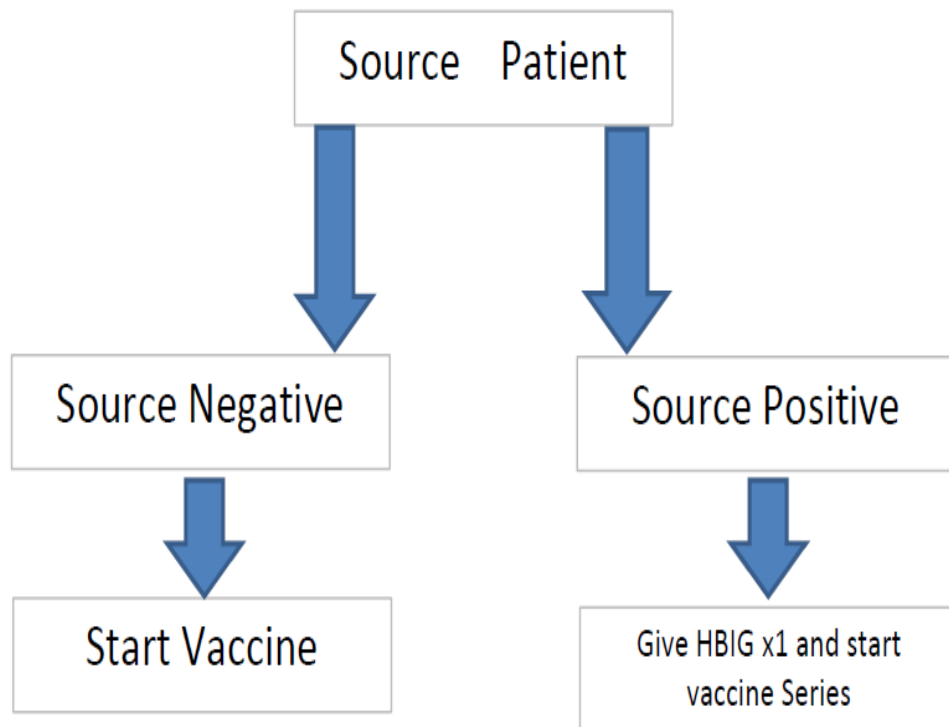 Source Patient
Source Negative
Source Positive
Start Vaccine
Give HBIG x1 and start
vaccine Series